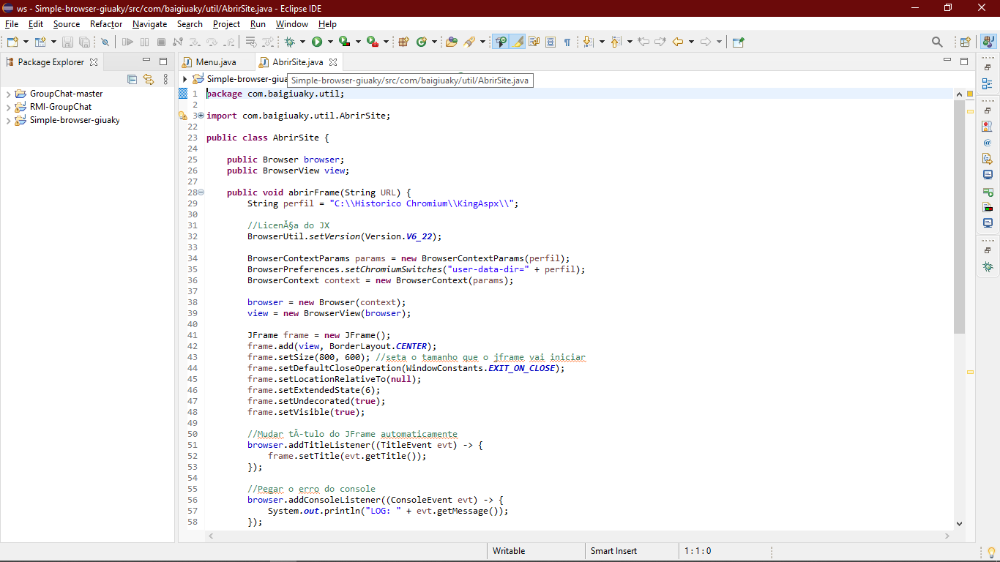 ws - Simple-browser-giuaky/src/com/baigiuaky/util/AbrirSite.java - Eclipse IDE
File Edit Source Refactor Navigate Search Project Run Window Help
Package Explorer
Menu.java AbrirSite.java
Simple-browser-giua
Simple-browser-giuaky/src/com/baigiuaky/util/AbrirSite.java
GroupChat-master
RMI-GroupChat
Simple-browser-giuaky
1 package com.baigiuaky.util;
2
3 import com.baigiuaky.util.AbrirSite;
22
23 public class AbrirSite {
24
25 public Browser browser;
26 public BrowserView view;
27
28 public void abrirFrame(String URL) {
29 String perfil = "C:\\Historico Chromium\\KingAspx\\";
30
31 //LicenÃ§a do JX
32 BrowserUtil.setVersion(Version.V6_22);
33
34 BrowserContextParams params = new BrowserContextParams(perfil);
35 BrowserPreferences.setChromiumSwitches("user-data-dir=" + perfil);
36 BrowserContext context = new BrowserContext(params);
37
38 browser = new Browser(context);
39 view = new BrowserView(browser);
40
41 JFrame frame = new JFrame();
42 frame.add(view, BorderLayout.CENTER);
43 frame.setSize(800, 600); //seta o tamanho que o jframe vai iniciar
44 frame.setDefaultCloseOperation(WindowConstants.EXIT_ON_CLOSE);
45 frame.setLocationRelativeTo(null);
46 frame.setExtendedState(6);
47 frame.setUndecorated(true);
48 frame.setVisible(true);
49
50 //Mudar tÃ-tulo do JFrame automaticamente
51 browser.addTitleListener((TitleEvent evt) -> {
52 frame.setTitle(evt.getTitle());
53 });
54
55 //Pegar o erro do console
56 browser.addConsoleListener((ConsoleEvent evt) -> {
57 System.out.println("LOG: " + evt.getMessage());
58 });
Writable Smart Insert 1 : 1 : 0